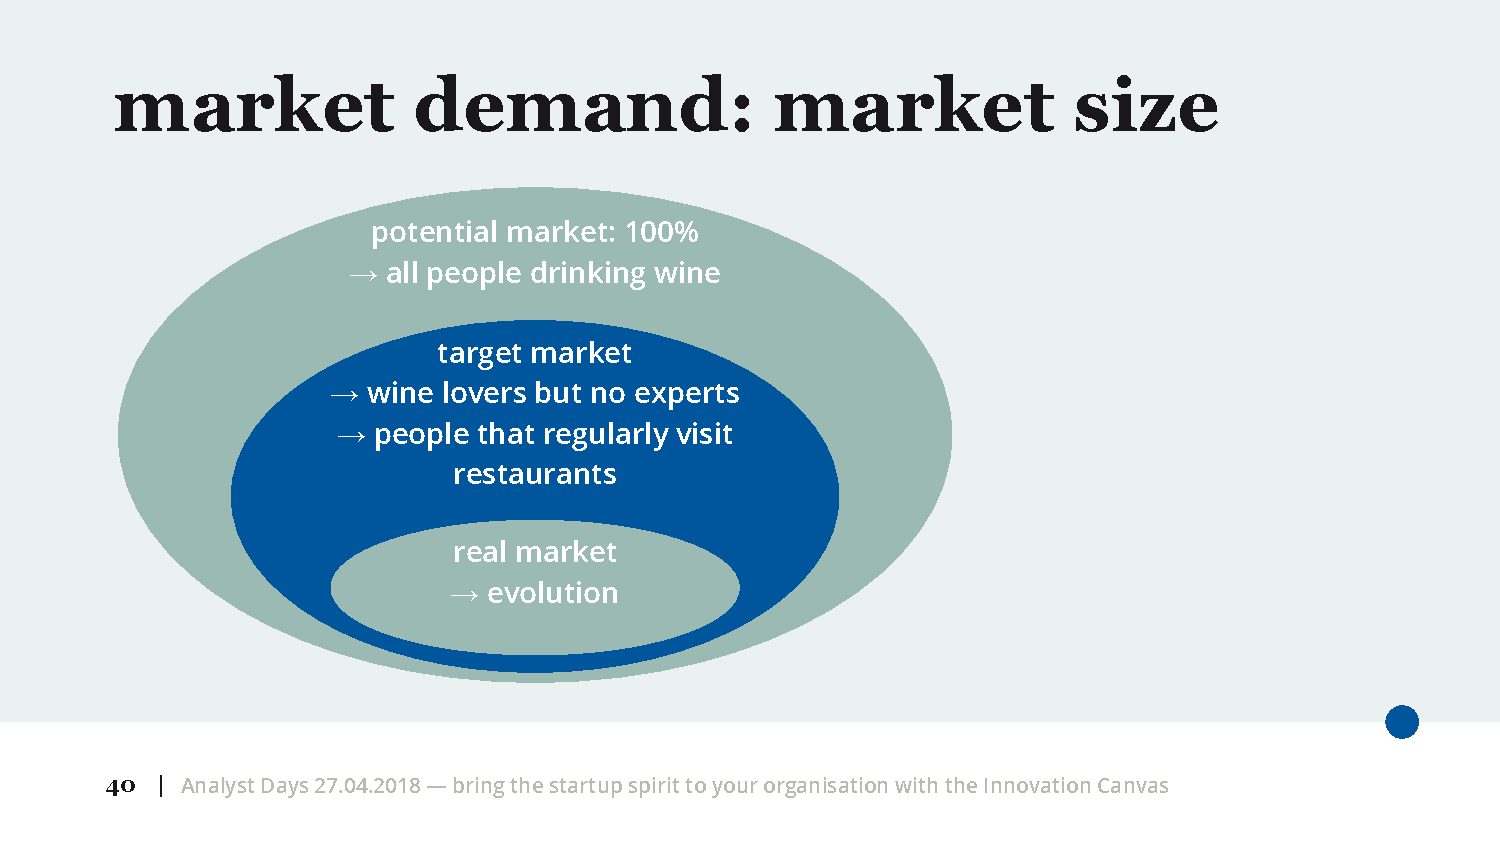 market demand: market size
potential market: 100%
→ all people drinking wine
target market
→ wine lovers but no experts
→ people that regularly visit
restaurants
real market
→ evolution
40 | Analyst Days 27.04.2018 — bring the startup spirit to your organisation with the Innovation Canvas